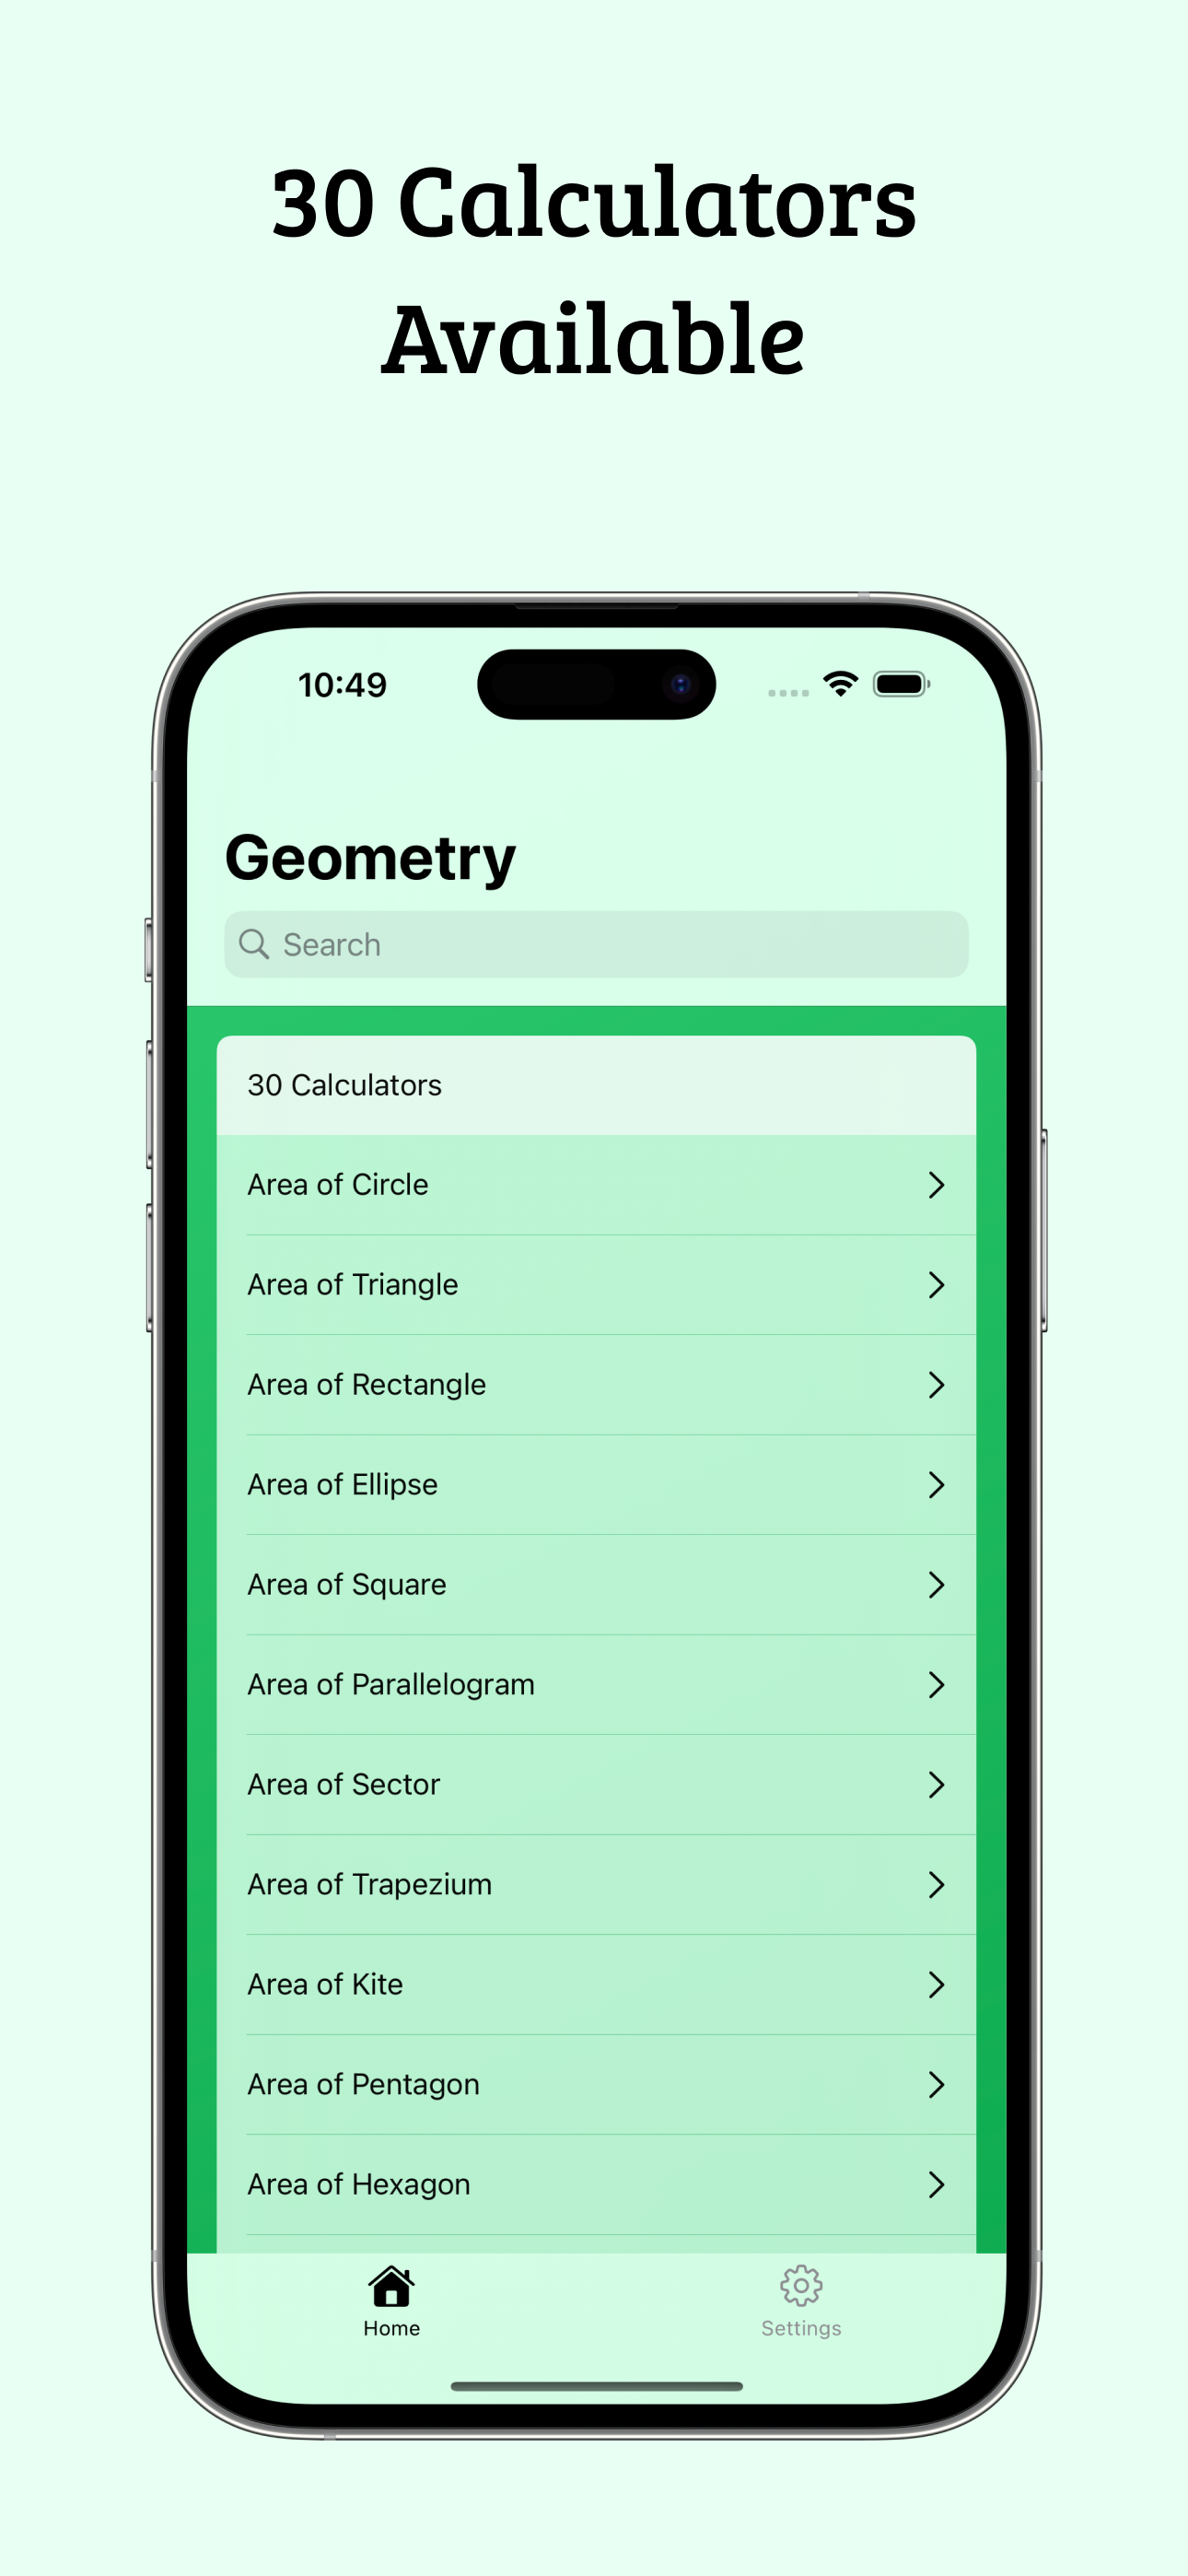 30 Calculators
Available
10:49
Geometry
Search
30 Calculators
Area of Circle
Area of Triangle
Area of Rectangle
Area of Ellipse
Area of Square
Area of Parallelogram
Area of Sector
Area of Trapezium
Area of Kite
Area of Pentagon
Area of Hexagon
Home Settings